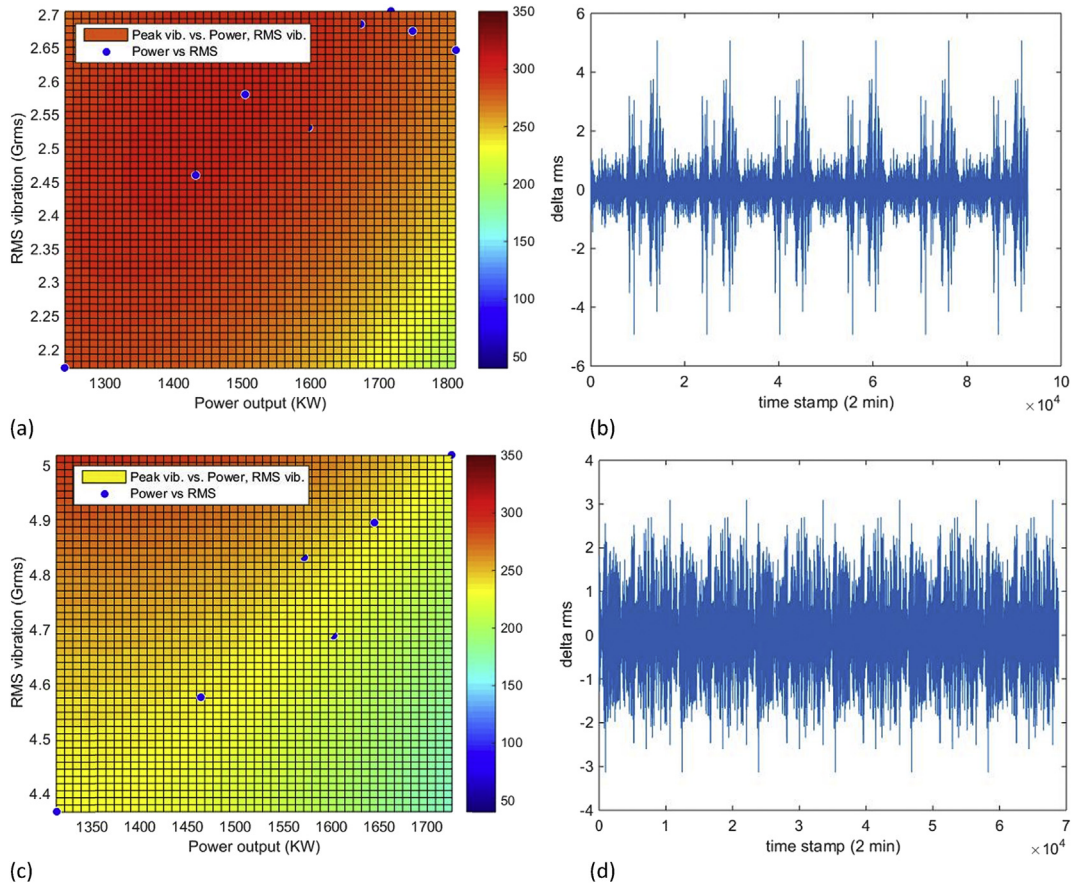 2.7
2.65
2.6
2.55
2.5
2.45
2.4
2.35
2.3
2.25
2.2
RMS vibration (Grms)
Peak vib. vs. Power, RMS vib.
Power vs RMS
1300 1400 1500 1600 1700 1800
Power output (KW)
350
300
250
200
150
100
50
(a)
6
4
2
0
-2
-4
-6
delta rms
0 2 4 6 8 10
time stamp (2 min)
×10⁴
(b)
5
4.9
4.8
4.7
4.6
4.5
4.4
RMS vibration (Grms)
Peak vib. vs. Power, RMS vib.
Power vs RMS
1350 1400 1450 1500 1550 1600 1650 1700
Power output (KW)
350
300
250
200
150
100
50
(c)
4
3
2
1
0
-1
-2
-3
-4
delta rms
0 1 2 3 4 5 6 70
time stamp (2 min)
×10⁴
(d)